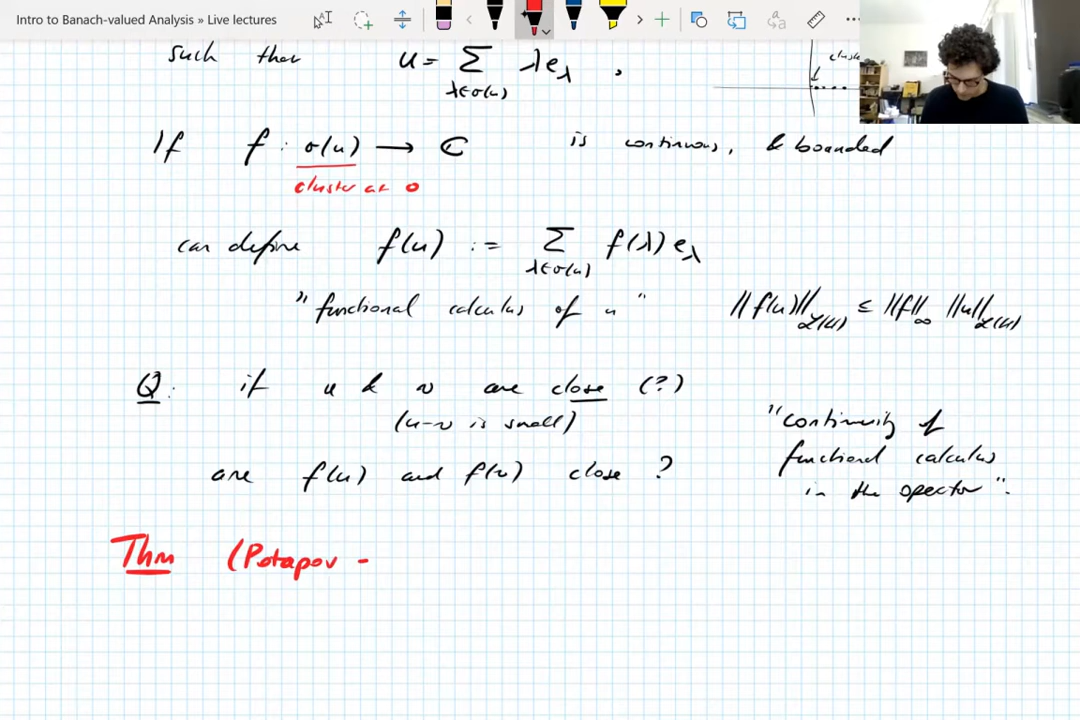 Intro to Banach-valued Analysis » Live lectures
such that u = Σ λe_λ ,
λ∈σ(u)
If f : σ(u) → ℂ is continuous, & bounded
cluster at 0
can define f(u) := Σ f(λ) e_λ
λ∈σ(u)
"functional calculus of u" ||f(u)||_{ℒ(H)} ≤ ||f||_∞ ||u||_{ℒ(H)}
Q: if u & v are close (?)
(u-v is small)
"continuity of
functional calculus
in the operator".
are f(u) and f(v) close ?
Thm (Potapov -